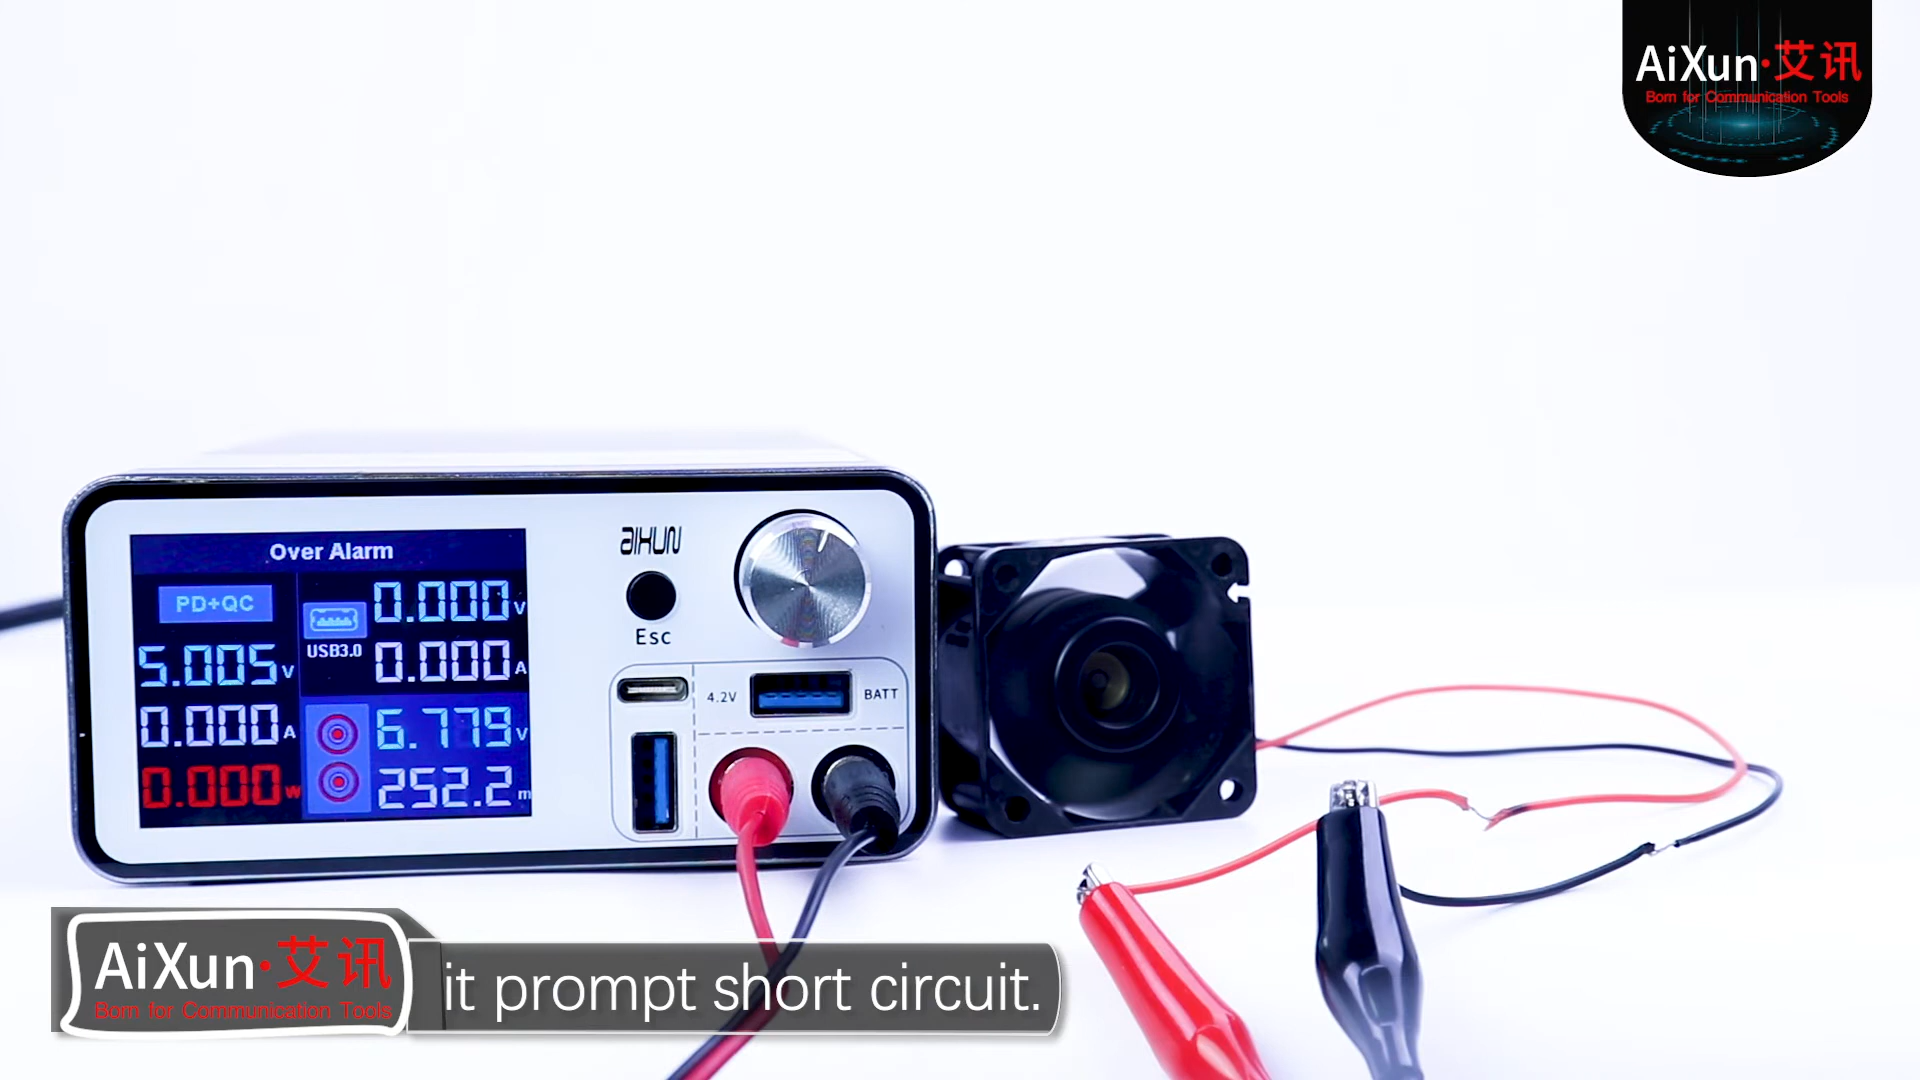 AiXun·艾讯
Born for Communication Tools
Over Alarm
PD+QC
5.005V
0.000A
0.000W
USB3.0
0.000V
0.000A
6.779V
252.2m
AIXUN
Esc
4.2V
BATT
AiXun·艾讯
Born for Communication Tools
it prompt short circuit.